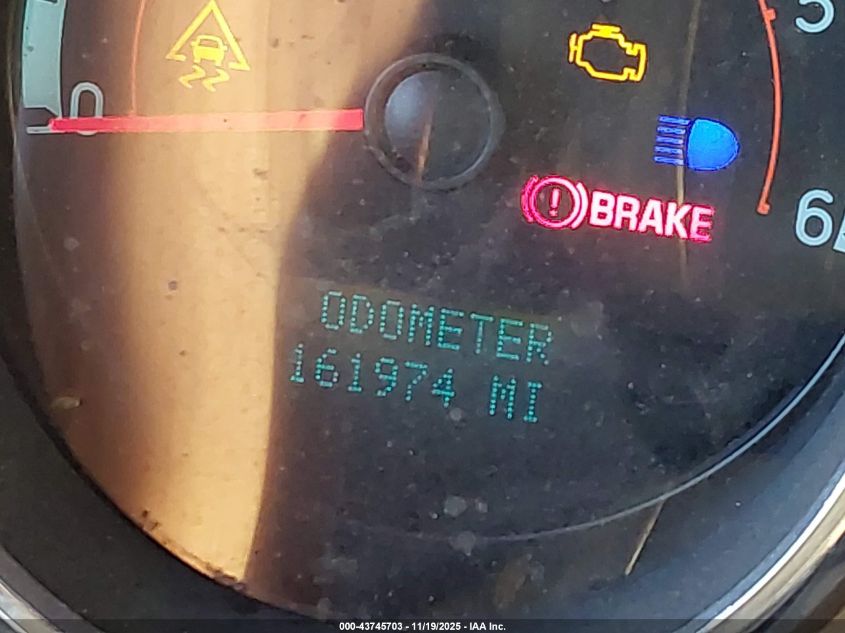 0
5
6
BRAKE
ODOMETER
161974 MI
000-43745703 - 11/19/2025 - IAA Inc.